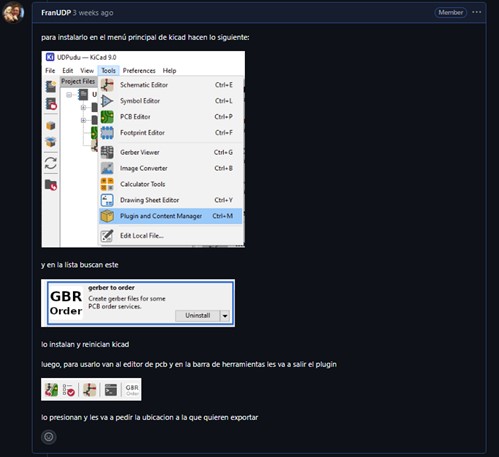 FranUDP 3 weeks ago
Member
para instalarlo en el menú principal de kicad hacen lo siguiente:
UDPudu — KiCad 9.0
File Edit View Tools Preferences Help
Project Files
Schematic Editor Ctrl+E
Symbol Editor Ctrl+L
PCB Editor Ctrl+P
Footprint Editor Ctrl+F
Gerber Viewer Ctrl+G
Image Converter Ctrl+B
Calculator Tools
Drawing Sheet Editor Ctrl+Y
Plugin and Content Manager Ctrl+M
Edit Local File...
y en la lista buscan este
GBR
Order
gerber to order
Create gerber files for some
PCB order services.
Uninstall
lo instalan y reinician kicad
luego, para usarlo van al editor de pcb y en la barra de herramientas les va a salir el plugin
GBR
Order
lo presionan y les va a pedir la ubicacion a la que quieren exportar